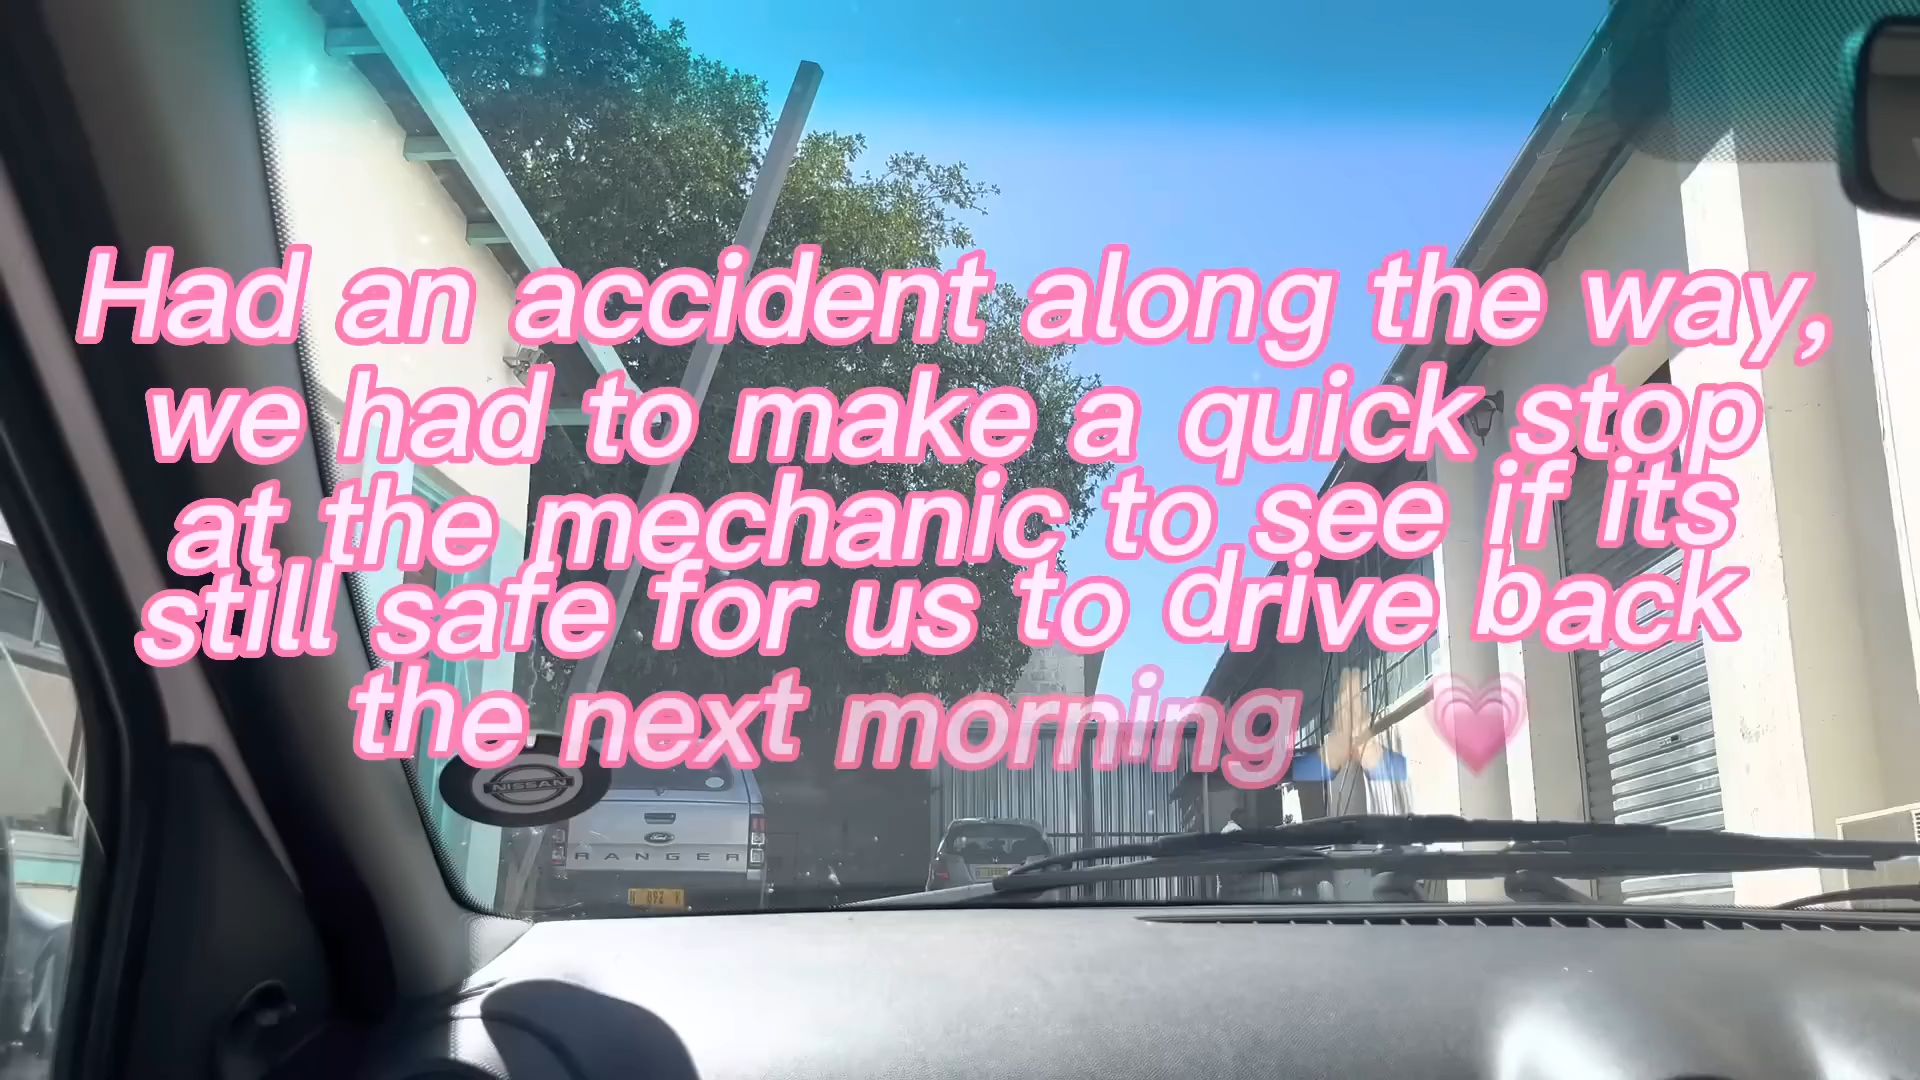 Had an accident along the way,
we had to make a quick stop
at the mechanic to see if its
still safe for us to drive back
the next morning 🙏🏼 💗
NISSAN
Ford
RANGER